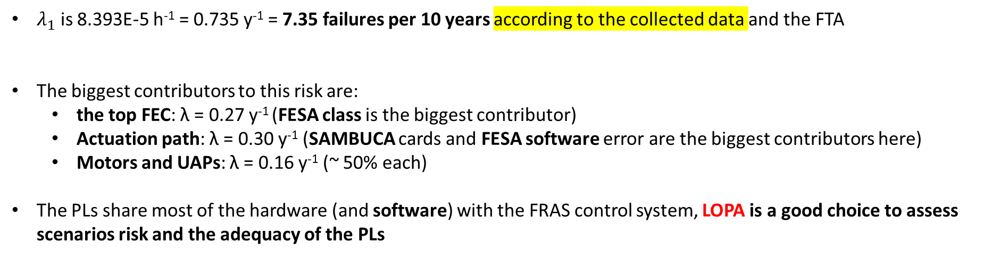 • λ₁ is 8.393E-5 h⁻¹ = 0.735 y⁻¹ = 7.35 failures per 10 years according to the collected data and the FTA
• The biggest contributors to this risk are:
• the top FEC: λ = 0.27 y⁻¹ (FESA class is the biggest contributor)
• Actuation path: λ = 0.30 y⁻¹ (SAMBUCA cards and FESA software error are the biggest contributors here)
• Motors and UAPs: λ = 0.16 y⁻¹ (~ 50% each)
• The PLs share most of the hardware (and software) with the FRAS control system, LOPA is a good choice to assess
scenarios risk and the adequacy of the PLs